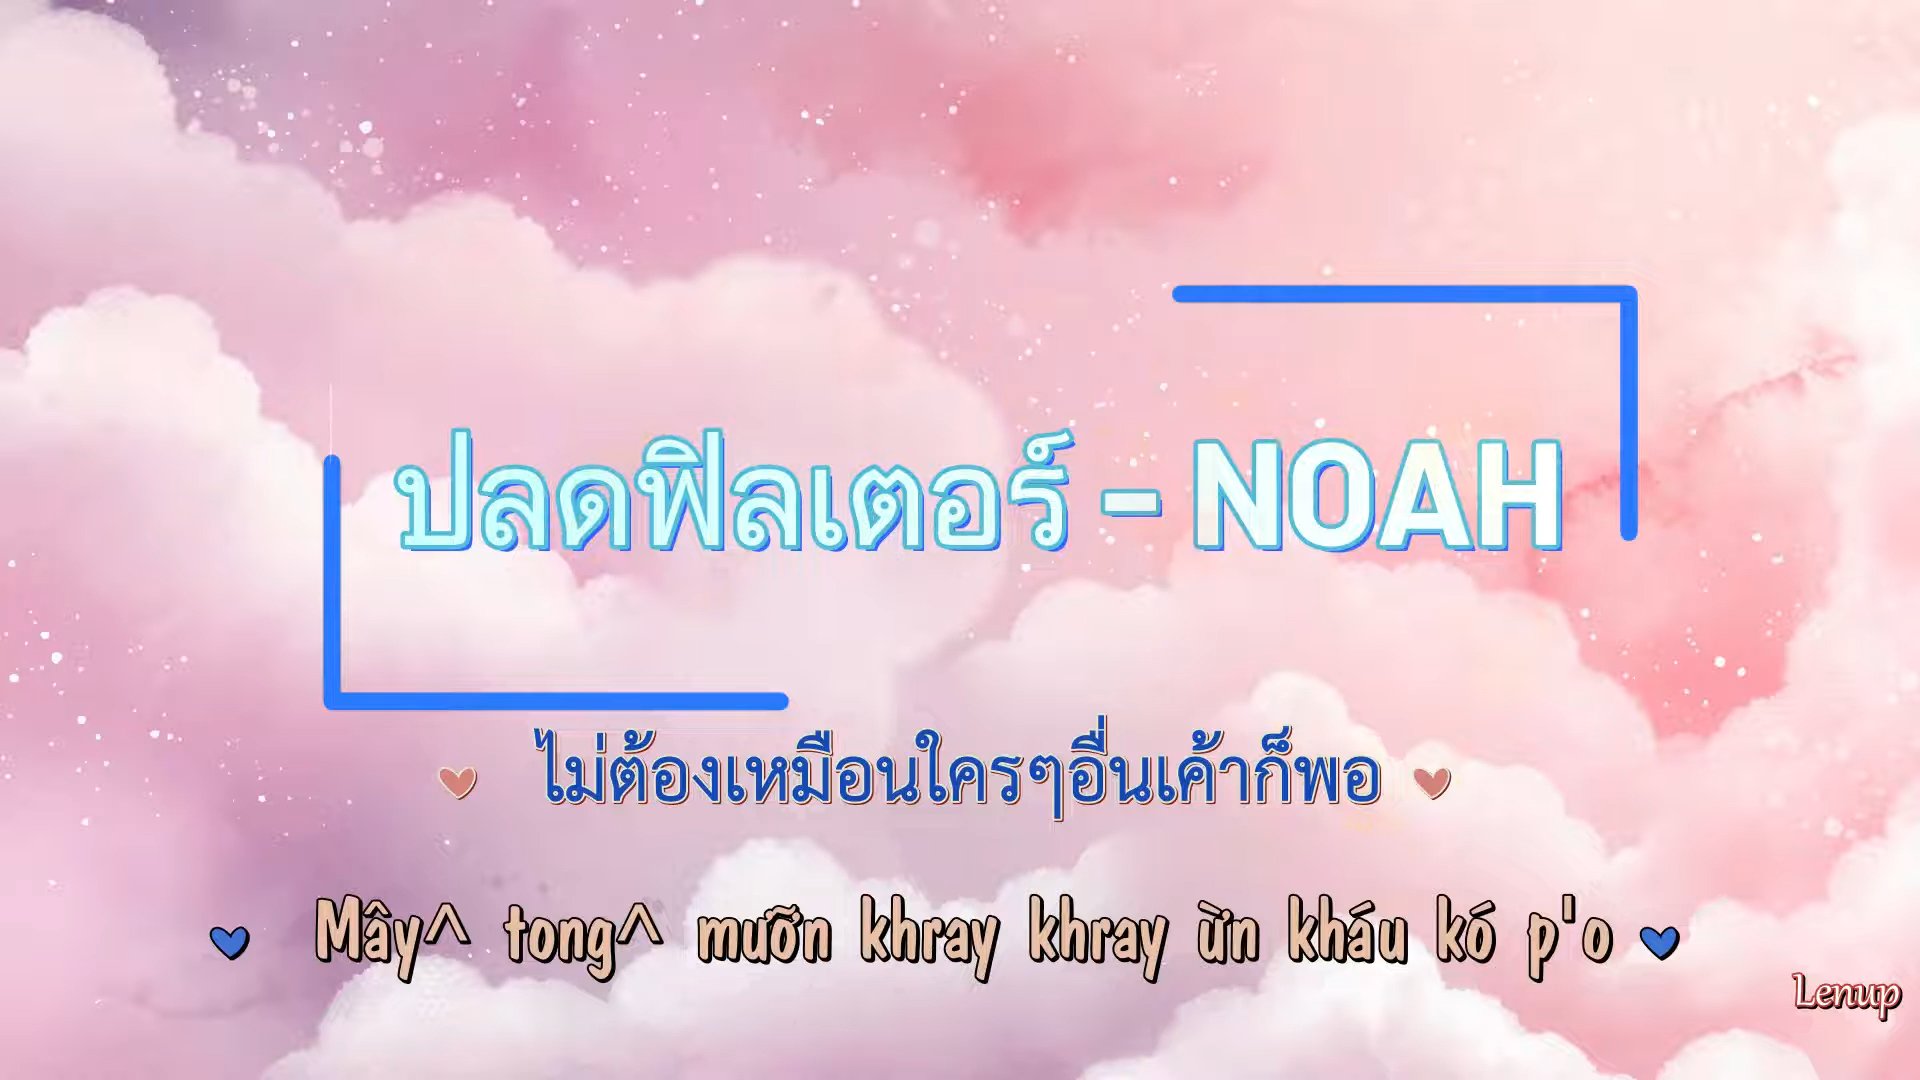 ปลดฟิลเตอร์ - NOAH
ไม่ต้องเหมือนใครๆอื่นเค้าก็พอ
Mây^ tong^ mưỡn khray khray ừn kháu kó p'o
Lenup